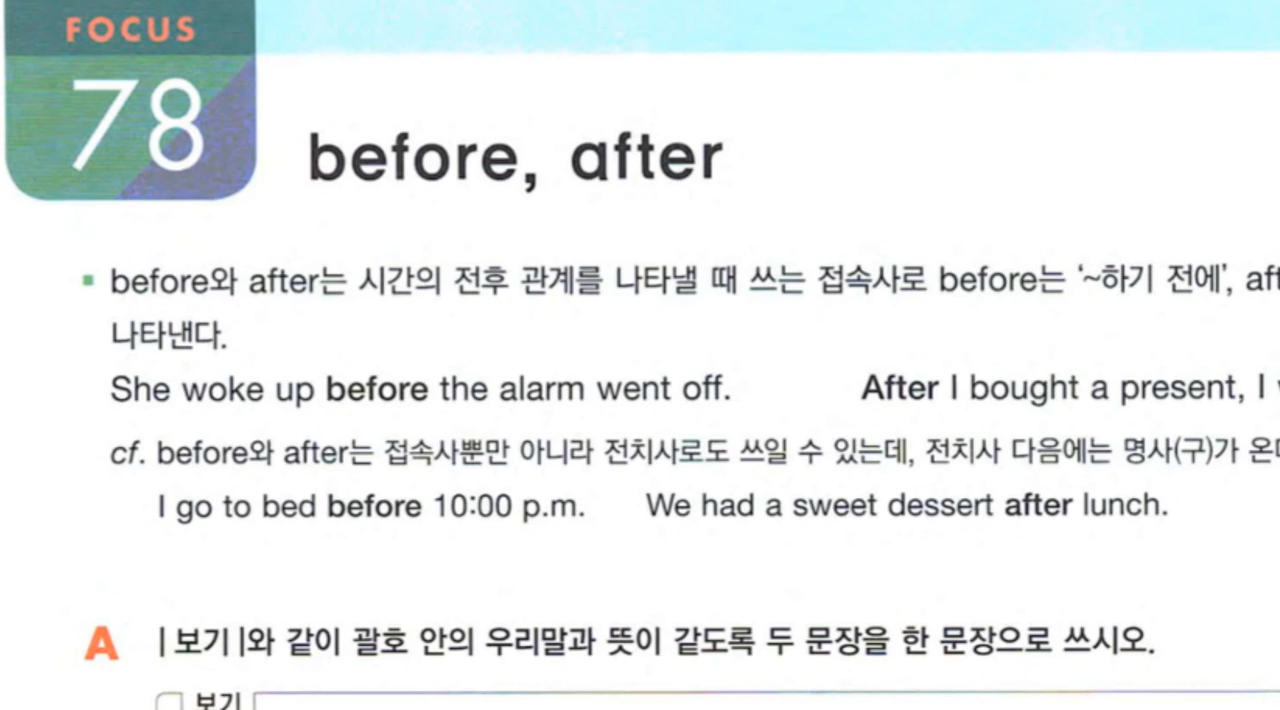 FOCUS
78
before, after
before와 after는 시간의 전후 관계를 나타낼 때 쓰는 접속사로 before는 ‘~하기 전에’,
나타낸다.
She woke up before the alarm went off. After I bought a present, I
cf. before와 after는 접속사뿐만 아니라 전치사로도 쓰일 수 있는데, 전치사 다음에는 명사(구)가
I go to bed before 10:00 p.m. We had a sweet dessert after lunch.
A |보기|와 같이 괄호 안의 우리말과 뜻이 같도록 두 문장을 한 문장으로 쓰시오.
보기